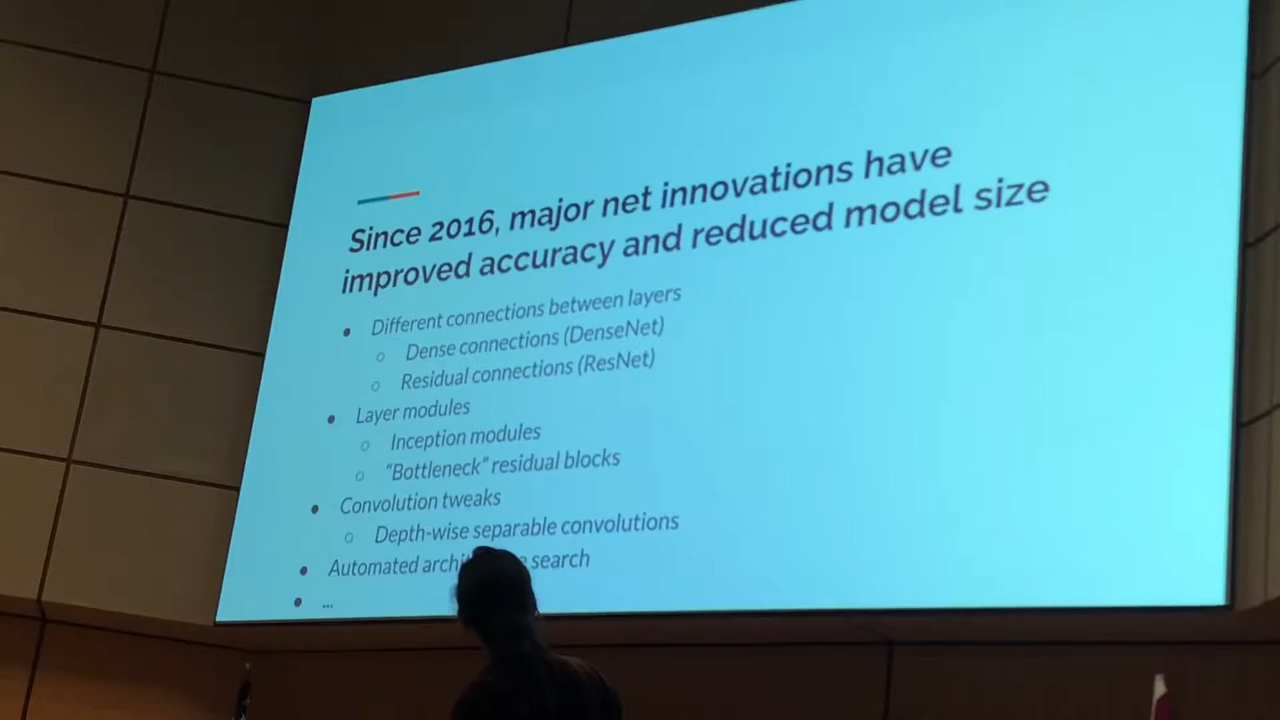 Since 2016, major net innovations have
improved accuracy and reduced model size
● Different connections between layers
○ Dense connections (DenseNet)
○ Residual connections (ResNet)
● Layer modules
○ Inception modules
○ “Bottleneck” residual blocks
● Convolution tweaks
○ Depth-wise separable convolutions
● Automated search
● ...